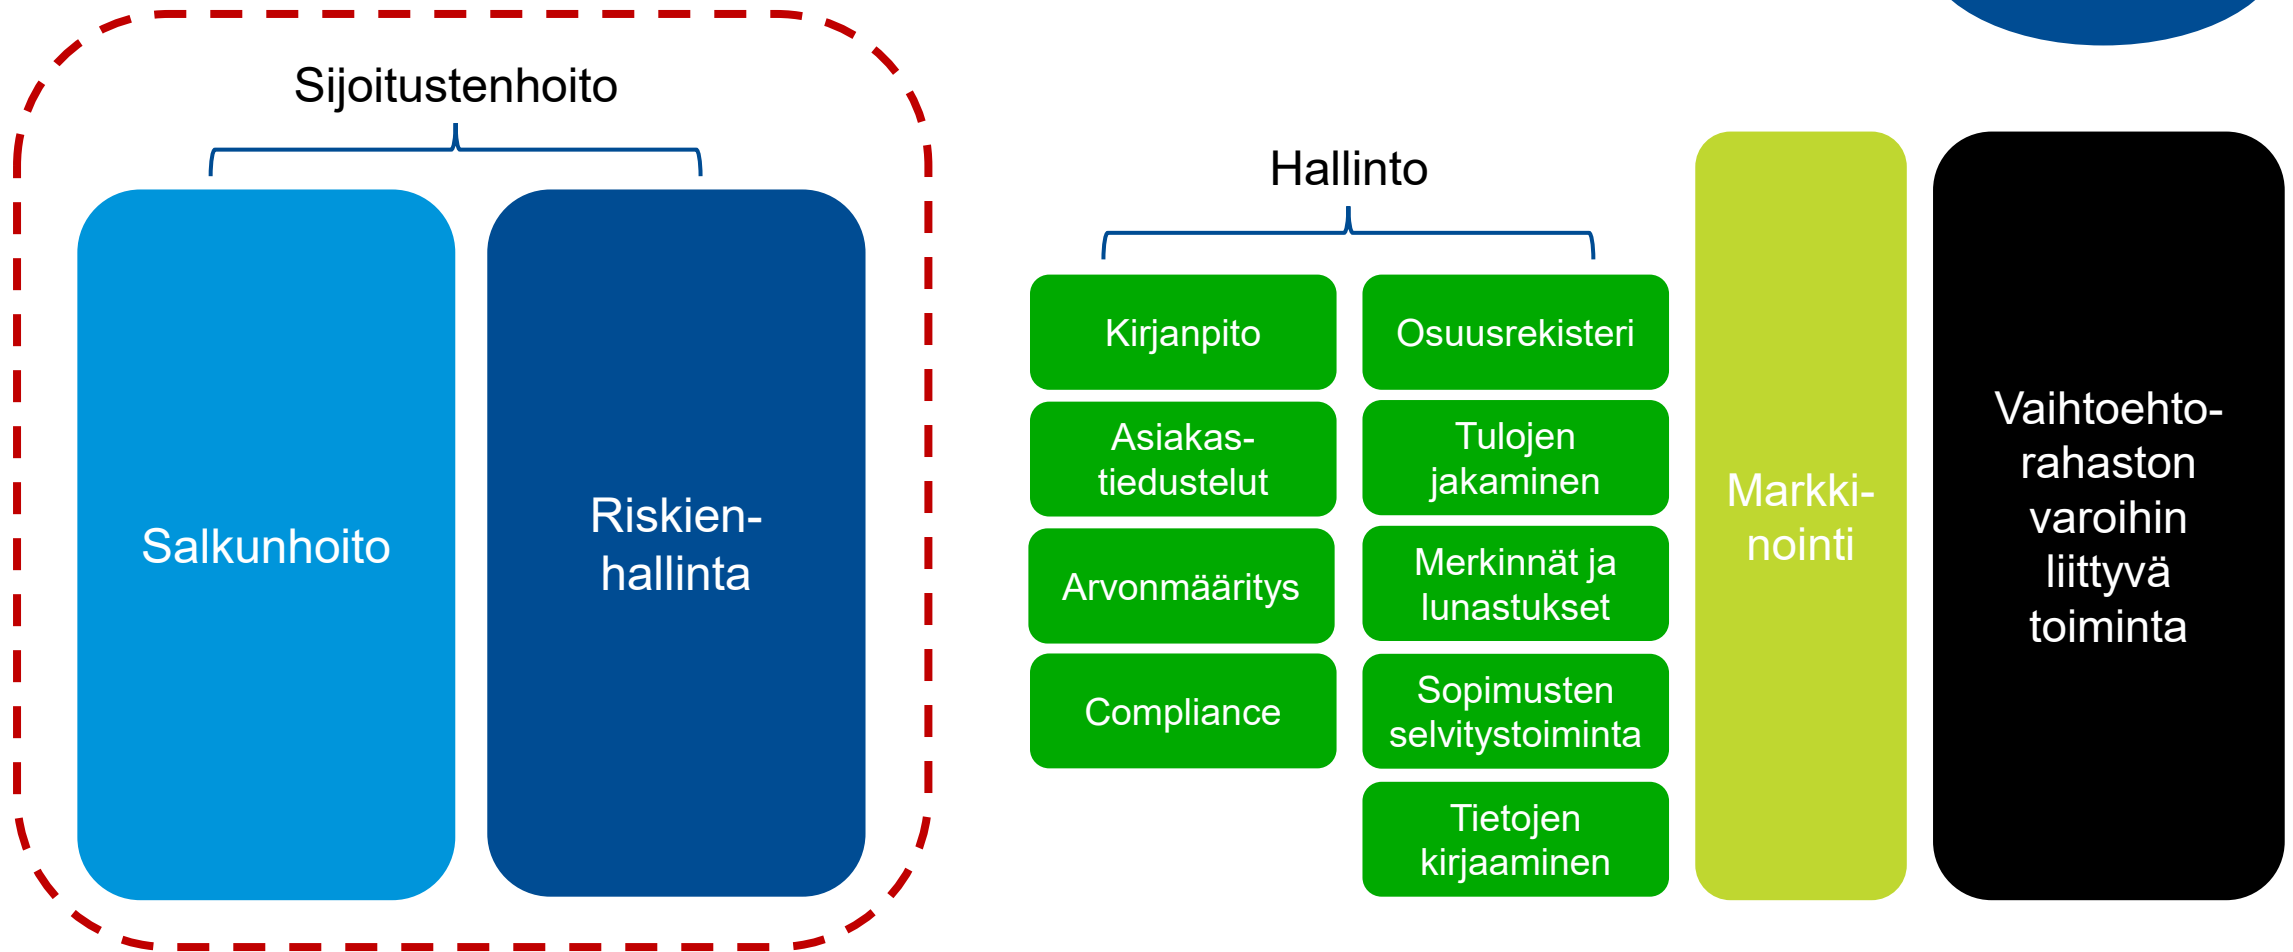 Sijoitustenhoito
Salkunhoito
Riskien-
hallinta
Hallinto
Kirjanpito
Asiakas-
tiedustelut
Arvonmääritys
Compliance
Osuusrekisteri
Tulojen
jakaminen
Merkinnät ja
lunastukset
Sopimusten
selvitystoiminta
Tietojen
kirjaaminen
Markki-
nointi
Vaihtoehto-
rahaston
varoihin
liittyvä
toiminta